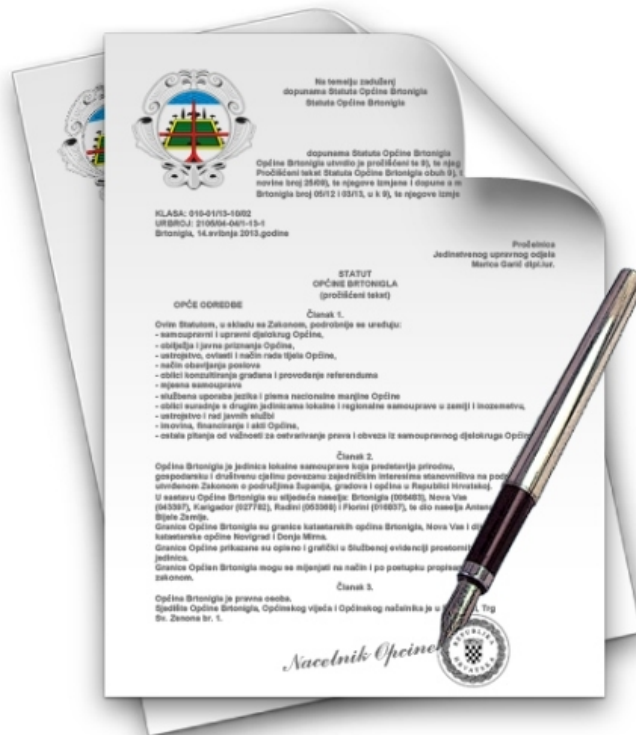 Na temelju zaduženj
dopunama Statuta Općine Brtonigla
Statuta Općine Brtonigla
dopunama Statuta Općine Brtonigla
Općine Brtonigla utvrdio je pročišćeni te 9), te njeg
Pročišćeni tekst Statuta Općine Brtonigla obuh 9), t
novine broj 25/09), te njegove izmjene i dopune a m
Brtonigla broj 05/12 i 03/13, u k 9), te njegove izmje
KLASA: 010-01/13-10/02
URBROJ: 2105/04-04/1-13-1
Brtonigla, 14.svibnja 2013.godine
Pročelnica
Jedinstvenog upravnog odjela
Marica Garić dipl.iur.
STATUT
OPĆINE BRTONIGLA
(pročišćeni tekst)
OPĆE ODREDBE
Članak 1.
Ovim Statutom, u skladu sa Zakonom, podrobnije se uređuju:
- samoupravni i upravni djelokrug Općine,
- obilježja i javna priznanja Općine,
- ustrojstvo, ovlasti i način rada tijela Općine,
- način obavljanja poslova
- oblici konzultiranja građana i provođenje referenduma
- mjesna samouprava
- službena uporaba jezika i pisma nacionalne manjine Općine
- oblici suradnje s drugim jedinicama lokalne i regionalne samouprave u zemlji i inozemstvu,
- ustrojstvo i rad javnih službi
- imovina, financiranje i akti Općine,
- ostala pitanja od važnosti za ostvarivanje prava i obveza iz samoupravnog djelokruga Općin
Članak 2.
Općina Brtonigla je jedinica lokalne samouprave koja predstavlja prirodnu,
gospodarsku i društvenu cjelinu povezanu zajedničkim interesima stanovništva na pod
utvrđenom Zakonom o područjima županija, gradova i općina u Republici Hrvatskoj.
U sastavu Općine Brtonigla su slijedeća naselja: Brtonigla Nova Vas
Karigador (027782), Radini i Fiorini te dio naselja Antena
Bijele Zemlje.
Granice Općine Brtonigla su granice katastarskih općina Brtonigla, Nova Vas i di
katastarske općine Novigrad i Donja Mirna.
Granice Općine prikazane su opisno i grafički u Službenoj evidenciji prostornih
jedinica.
Granice Općien Brtonigla mogu se mijenjati na način i po postupku propisan
zakonom.
Članak 3.
Općina Brtonigla je pravna osoba.
Sjedište Općine Brtonigla, Općinskog vijeća i Općinskog načelnika je u Trg
Sv. Zenona br. 1.
Nacelnik Opcine
REPUBLIKA
HRVATSKA